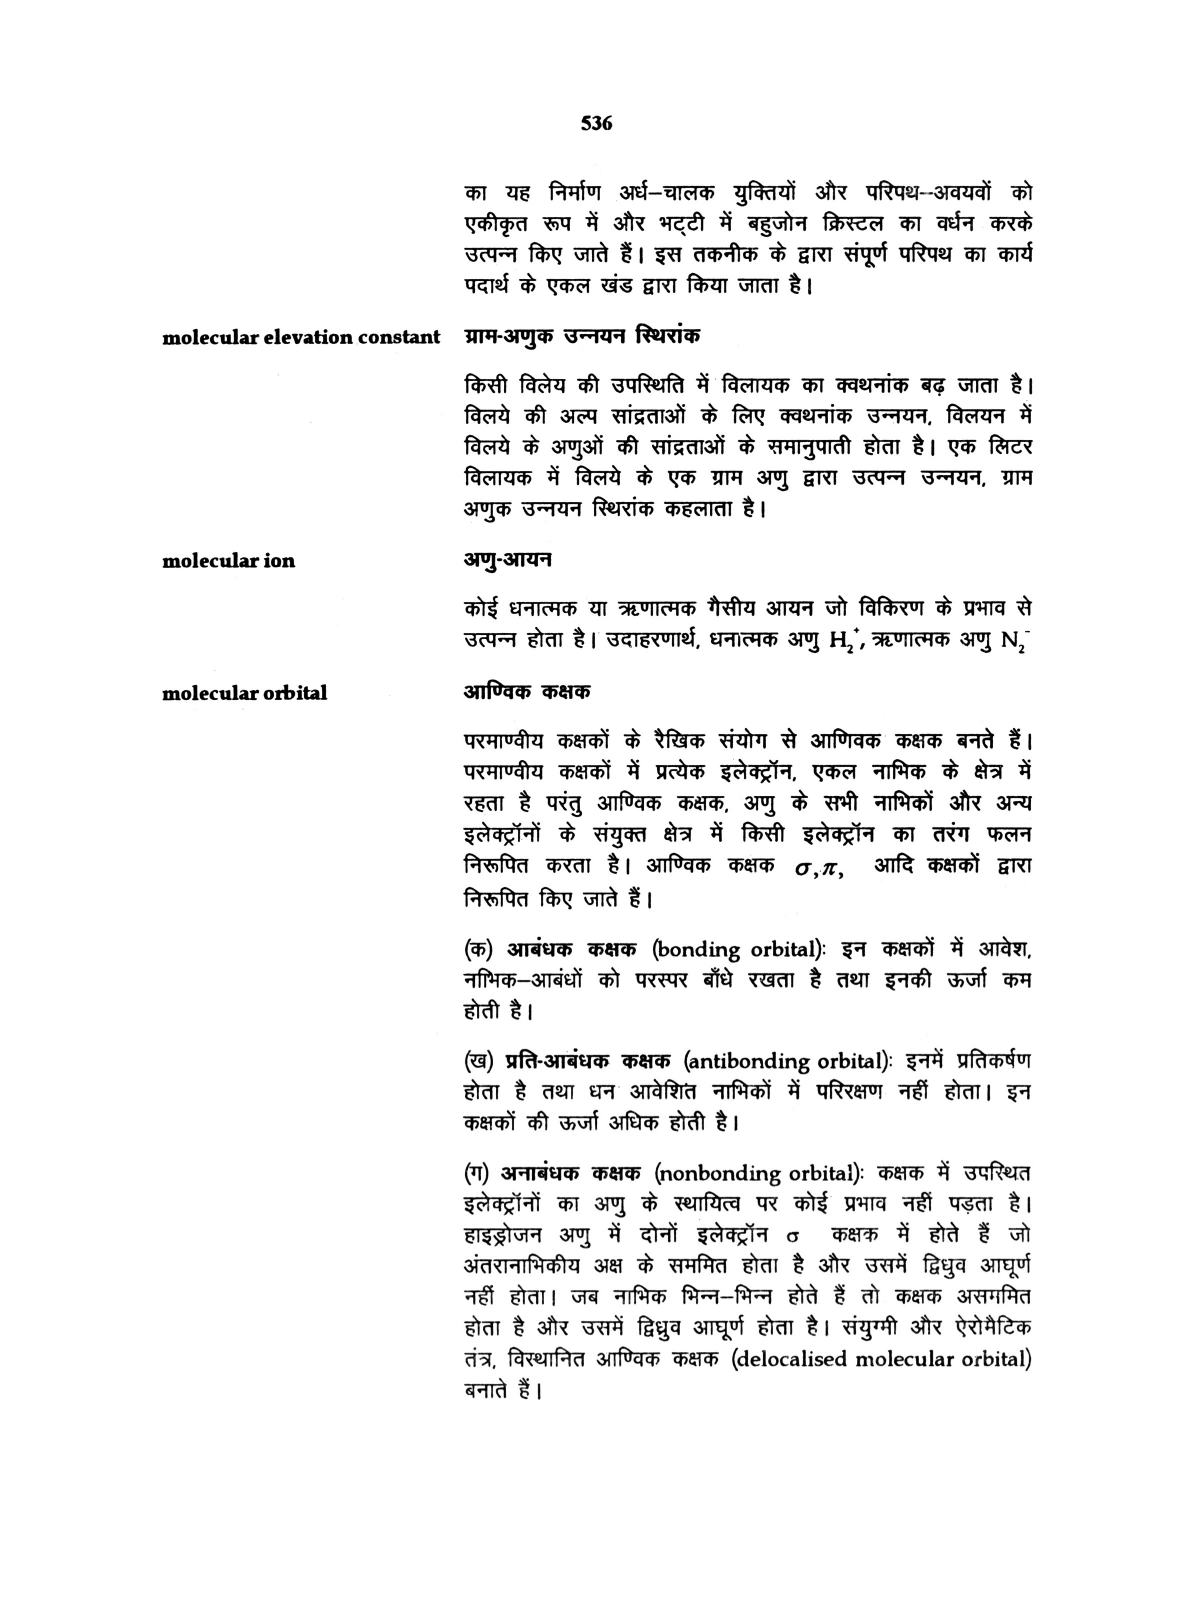 536
का यह निर्माण अर्ध–चालक युक्तियों और परिपथ--अवयवों को
एकीकृत रूप में और भट्टी में बहुजोन क्रिस्टल का वर्धन करके
उत्पन्न किए जाते हैं। इस तकनीक के द्वारा संपूर्ण परिपथ का कार्य
पदार्थ के एकल खंड द्वारा किया जाता है।
molecular elevation constant ग्राम-अणुक उन्नयन स्थिरांक
किसी विलेय की उपस्थिति में विलायक का क्वथनांक बढ़ जाता है।
विलये की अल्प सांद्रताओं के लिए क्वथनांक उन्नयन, विलयन में
विलये के अणुओं की सांद्रताओं के समानुपाती होता है। एक लिटर
विलायक में विलये के एक ग्राम अणु द्वारा उत्पन्न उन्नयन, ग्राम
अणुक उन्नयन स्थिरांक कहलाता है।
molecular ion अणु-आयन
कोई धनात्मक या ऋणात्मक गैसीय आयन जो विकिरण के प्रभाव से
उत्पन्न होता है। उदाहरणार्थ, धनात्मक अणु H₂⁺, ऋणात्मक अणु N₂⁻
molecular orbital आण्विक कक्षक
परमाण्वीय कक्षकों के रैखिक संयोग से आणिवक कक्षक बनते हैं।
परमाण्वीय कक्षकों में प्रत्येक इलेक्ट्रॉन, एकल नाभिक के क्षेत्र में
रहता है परंतु आण्विक कक्षक, अणु के सभी नाभिकों और अन्य
इलेक्ट्रॉनों के संयुक्त क्षेत्र में किसी इलेक्ट्रॉन का तरंग फलन
निरूपित करता है। आण्विक कक्षक σ,π, आदि कक्षकों द्वारा
निरूपित किए जाते हैं।
(क) आबंधक कक्षक (bonding orbital): इन कक्षकों में आवेश,
नाभिक–आबंधों को परस्पर बाँधे रखता है तथा इनकी ऊर्जा कम
होती है।
(ख) प्रति-आबंधक कक्षक (antibonding orbital): इनमें प्रतिकर्षण
होता है तथा धन आवेशित नाभिकों में परिरक्षण नहीं होता। इन
कक्षकों की ऊर्जा अधिक होती है।
(ग) अनाबंधक कक्षक (nonbonding orbital): कक्षक में उपस्थित
इलेक्ट्रॉनों का अणु के स्थायित्व पर कोई प्रभाव नहीं पड़ता है।
हाइड्रोजन अणु में दोनों इलेक्ट्रॉन σ कक्षक में होते हैं जो
अंतरानाभिकीय अक्ष के सममित होता है और उसमें द्विधुव आघूर्ण
नहीं होता। जब नाभिक भिन्न–भिन्न होते हैं तो कक्षक असममित
होता है और उसमें द्विध्रुव आघूर्ण होता है। संयुग्मी और ऐरोमैटिक
तंत्र, विस्थानित आण्विक कक्षक (delocalised molecular orbital)
बनाते हैं।